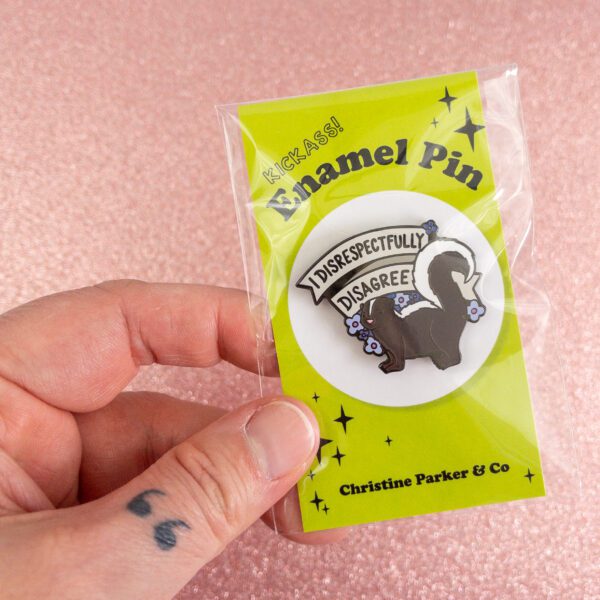 KICKASS!
Enamel Pin
I DISRESPECTFULLY
DISAGREE
Christine Parker & Co